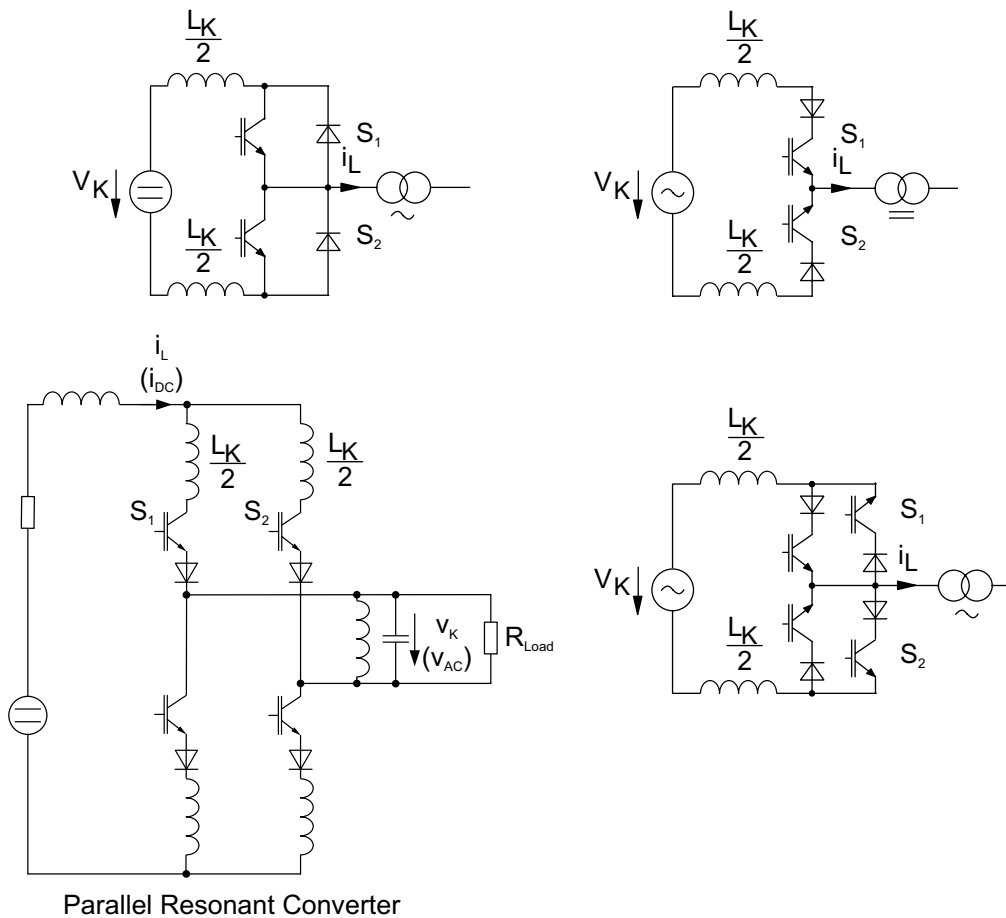 L_K/2
S₁
i_L
V_K
L_K/2
S₂
L_K/2
S₁
i_L
V_K
L_K/2
S₂
i_L
(i_DC)
L_K/2
L_K/2
S₁
S₂
v_K
(v_AC)
R_Load
Parallel Resonant Converter
L_K/2
S₁
i_L
V_K
L_K/2
S₂